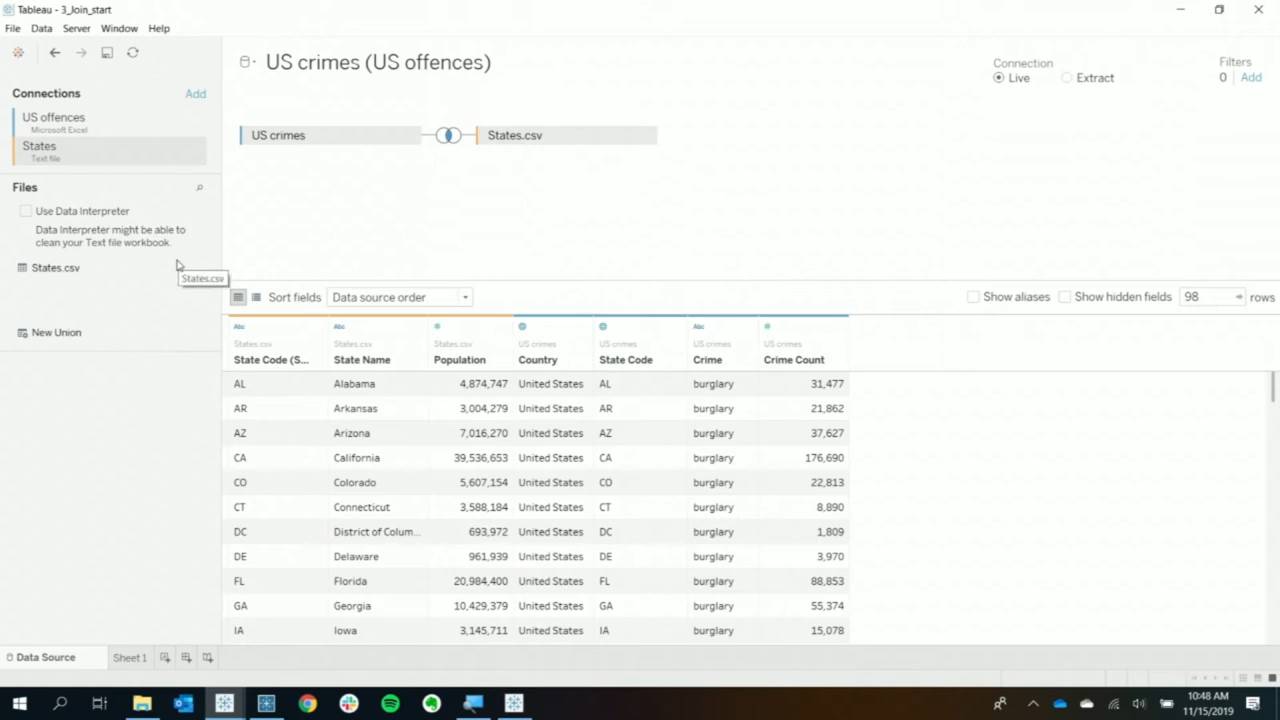 Tableau - 3_Join_start
File Data Server Window Help
US crimes (US offences)
Connection
Live Extract
Filters
0 Add
Connections Add
US offences
Microsoft Excel
States
Text file
US crimes States.csv
Files
Use Data Interpreter
Data Interpreter might be able to
clean your Text file workbook.
States.csv
States.csv
New Union
Sort fields Data source order Show aliases Show hidden fields 98 rows
Abc Abc Abc
States.csv States.csv States.csv US crimes US crimes US crimes US crimes
State Code (S... State Name Population Country State Code Crime Crime Count
AL Alabama 4,874,747 United States AL burglary 31,477
AR Arkansas 3,004,279 United States AR burglary 21,862
AZ Arizona 7,016,270 United States AZ burglary 37,627
CA California 39,536,653 United States CA burglary 176,690
CO Colorado 5,607,154 United States CO burglary 22,813
CT Connecticut 3,588,184 United States CT burglary 8,890
DC District of Colum... 693,972 United States DC burglary 1,809
DE Delaware 961,939 United States DE burglary 3,970
FL Florida 20,984,400 United States FL burglary 88,853
GA Georgia 10,429,379 United States GA burglary 55,374
IA Iowa 3,145,711 United States IA burglary 15,078
Data Source Sheet 1
10:48 AM
11/15/2019